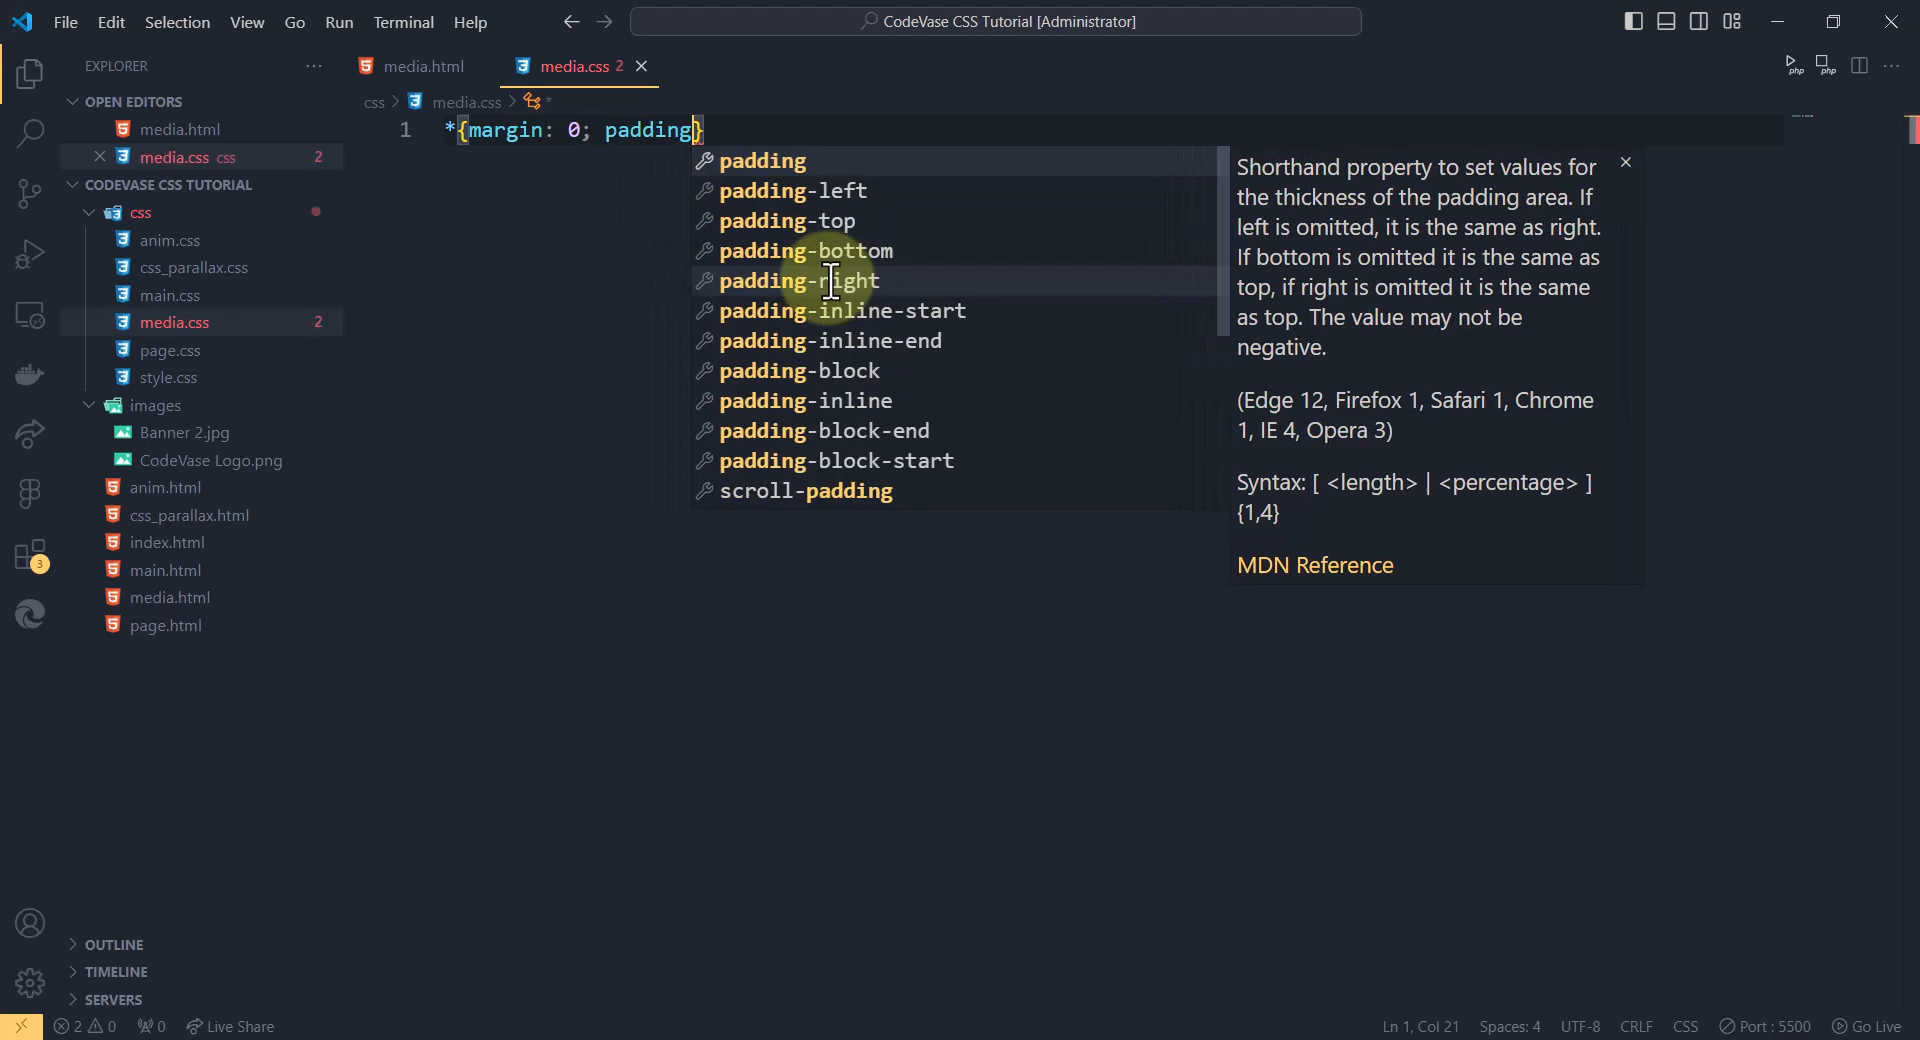 File Edit Selection View Go Run Terminal Help
CodeVase CSS Tutorial [Administrator]
EXPLORER
media.html
media.css 2
php
php
OPEN EDITORS
media.html
media.css css 2
CODEVASE CSS TUTORIAL
css
anim.css
css_parallax.css
main.css
media.css 2
page.css
style.css
images
Banner 2.jpg
CodeVase Logo.png
anim.html
css_parallax.html
index.html
main.html
media.html
page.html
OUTLINE
TIMELINE
SERVERS
3
css > media.css > *
1 *{margin: 0; padding}
padding
padding-left
padding-top
padding-bottom
padding-right
padding-inline-start
padding-inline-end
padding-block
padding-inline
padding-block-end
padding-block-start
scroll-padding
Shorthand property to set values for
the thickness of the padding area. If
left is omitted, it is the same as right.
If bottom is omitted it is the same as
top, if right is omitted it is the same
as top. The value may not be
negative.
(Edge 12, Firefox 1, Safari 1, Chrome
1, IE 4, Opera 3)
Syntax: [ <length> | <percentage> ]
{1,4}
MDN Reference
2 0 0 Live Share
Ln 1, Col 21 Spaces: 4 UTF-8 CRLF CSS Port : 5500 Go Live